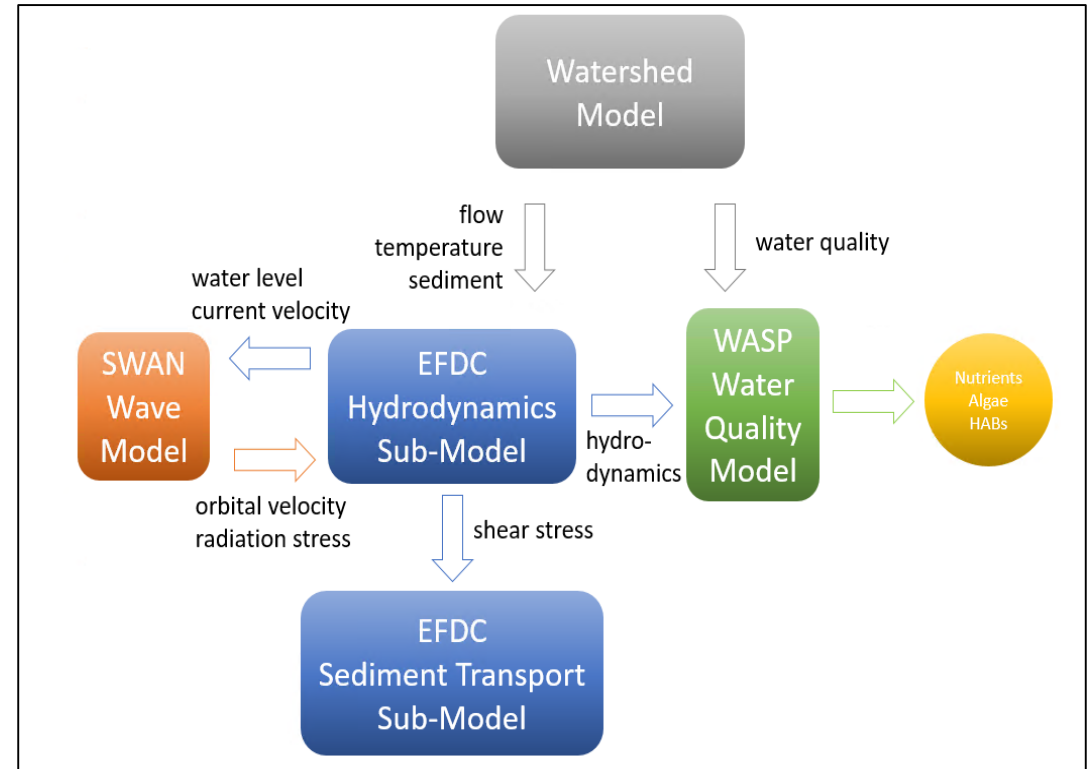 Watershed
Model
flow
temperature
sediment
water quality
water level
current velocity
SWAN
Wave
Model
EFDC
Hydrodynamics
Sub-Model
hydro-
dynamics
WASP
Water
Quality
Model
Nutrients
Algae
HABs
orbital velocity
radiation stress
shear stress
EFDC
Sediment Transport
Sub-Model